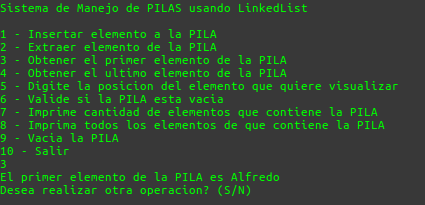 Sistema de Manejo de PILAS usando LinkedList
1 - Insertar elemento a la PILA
2 - Extraer elemento de la PILA
3 - Obtener el primer elemento de la PILA
4 - Obtener el ultimo elemento de la PILA
5 - Digite la posicion del elemento que quiere visualizar
6 - Valide si la PILA esta vacia
7 - Imprime cantidad de elementos que contiene la PILA
8 - Imprima todos los elementos de que contiene la PILA
9 - Vacia la PILA
10 - Salir
3
El primer elemento de la PILA es Alfredo
Desea realizar otra operacion? (S/N)